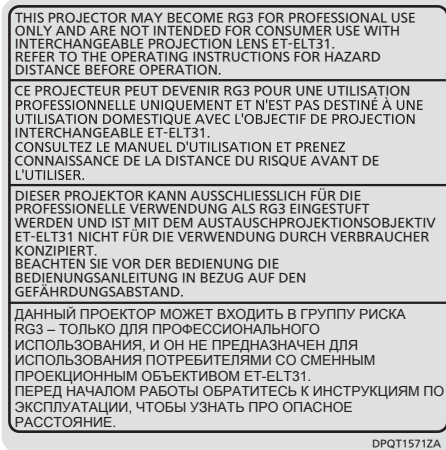 THIS PROJECTOR MAY BECOME RG3 FOR PROFESSIONAL USE
ONLY AND ARE NOT INTENDED FOR CONSUMER USE WITH
INTERCHANGEABLE PROJECTION LENS ET-ELT31.
REFER TO THE OPERATING INSTRUCTIONS FOR HAZARD
DISTANCE BEFORE OPERATION.
CE PROJECTEUR PEUT DEVENIR RG3 POUR UNE UTILISATION
PROFESSIONNELLE UNIQUEMENT ET N'EST PAS DESTINÉ À UNE
UTILISATION DOMESTIQUE AVEC L'OBJECTIF DE PROJECTION
INTERCHANGEABLE ET-ELT31.
CONSULTEZ LE MANUEL D'UTILISATION ET PRENEZ
CONNAISSANCE DE LA DISTANCE DU RISQUE AVANT DE
L'UTILISER.
DIESER PROJEKTOR KANN AUSSCHLIESSLICH FÜR DIE
PROFESSIONELLE VERWENDUNG ALS RG3 EINGESTUFT
WERDEN UND IST MIT DEM AUSTAUSCHPROJEKTIONSOBJEKTIV
ET-ELT31 NICHT FÜR DIE VERWENDUNG DURCH VERBRAUCHER
KONZIPIERT.
BEACHTEN SIE VOR DER BEDIENUNG DIE
BEDIENUNGSANLEITUNG IN BEZUG AUF DEN
GEFÄHRDUNGSABSTAND.
ДАННЫЙ ПРОЕКТОР МОЖЕТ ВХОДИТЬ В ГРУППУ РИСКА
RG3 – ТОЛЬКО ДЛЯ ПРОФЕССИОНАЛЬНОГО
ИСПОЛЬЗОВАНИЯ, И ОН НЕ ПРЕДНАЗНАЧЕН ДЛЯ
ИСПОЛЬЗОВАНИЯ ПОТРЕБИТЕЛЯМИ СО СМЕННЫМ
ПРОЕКЦИОННЫМ ОБЪЕКТИВОМ ET-ELT31.
ПЕРЕД НАЧАЛОМ РАБОТЫ ОБРАТИТЕСЬ К ИНСТРУКЦИЯМ ПО
ЭКСПЛУАТАЦИИ, ЧТОБЫ УЗНАТЬ ПРО ОПАСНОЕ
РАССТОЯНИЕ.
DPQT1571ZA